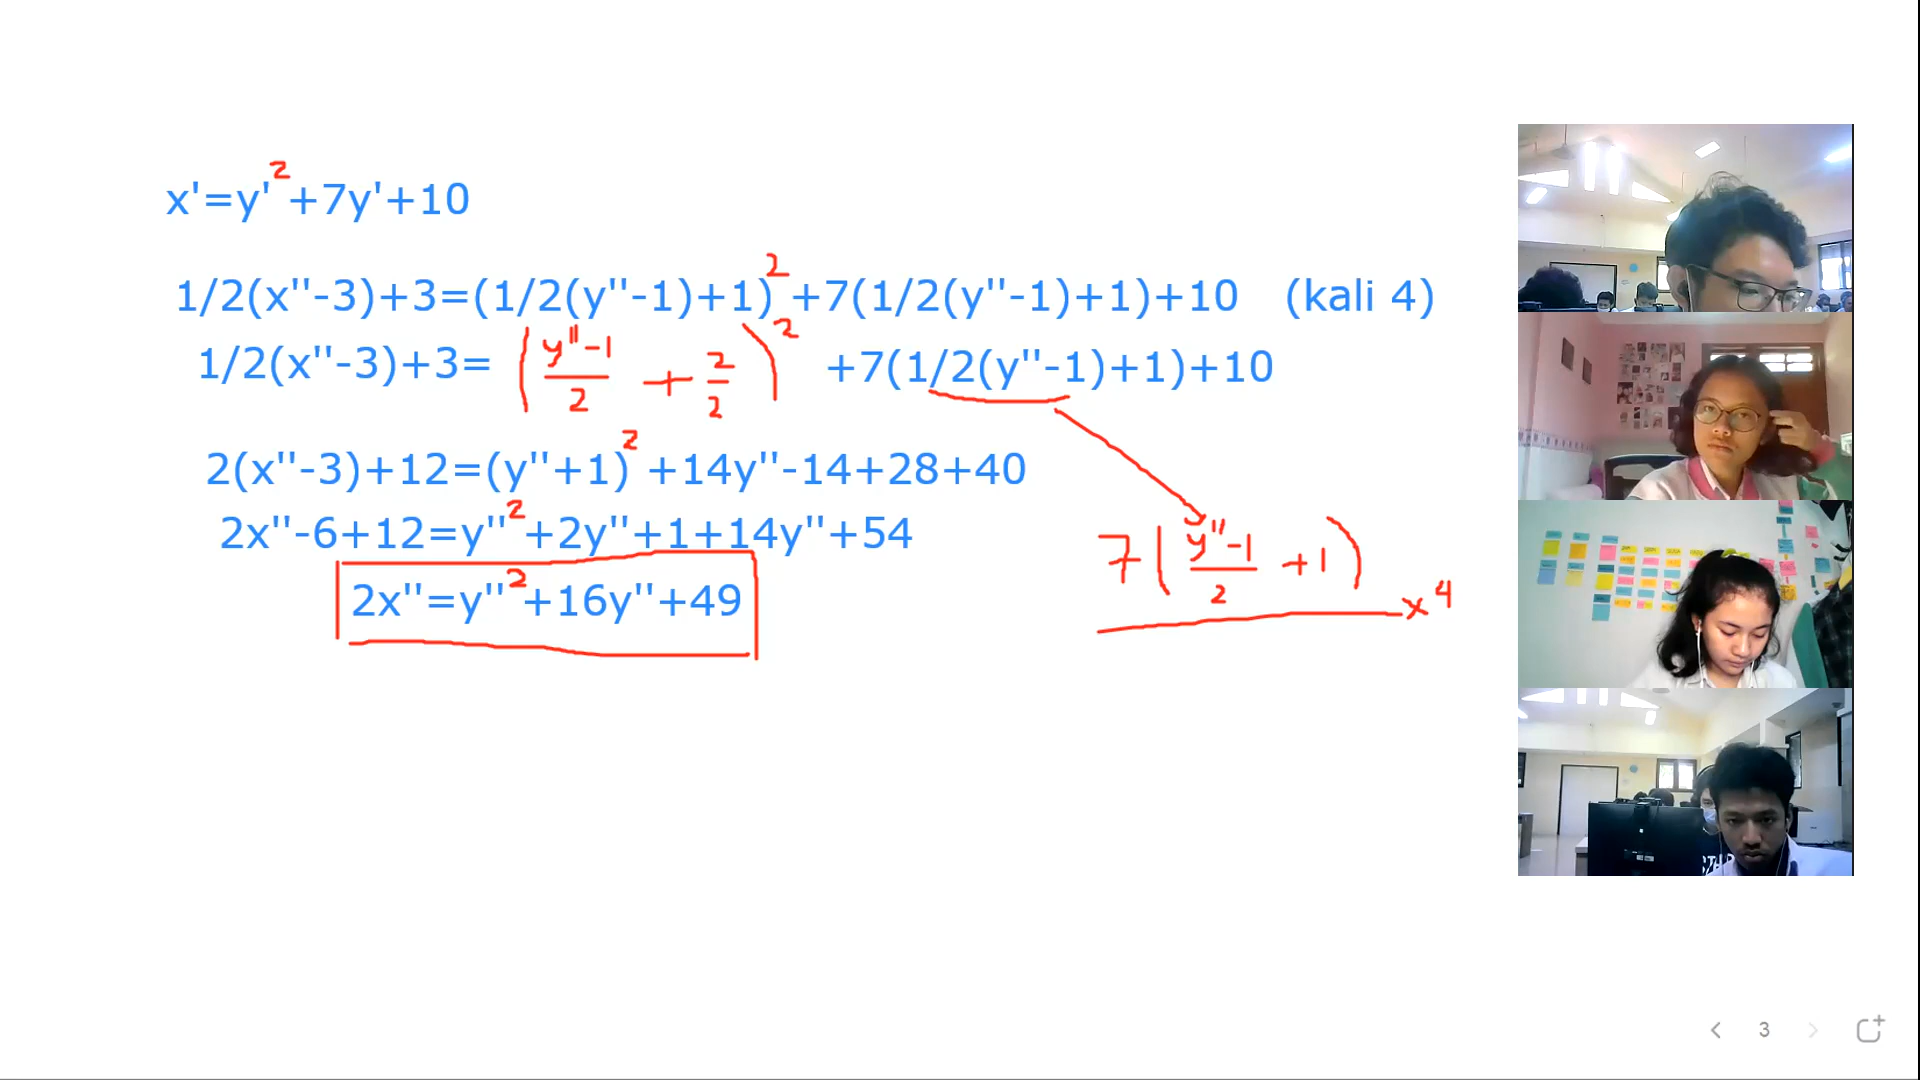 x'=y'²+7y'+10
1/2(x''-3)+3=(1/2(y''-1)+1)²+7(1/2(y''-1)+1)+10 (kali 4)
1/2(x''-3)+3= ((y''-1)/2 + 2/2)² +7(1/2(y''-1)+1)+10
2(x''-3)+12=(y''+1)²+14y''-14+28+40
2x''-6+12=y''²+2y''+1+14y''+54
2x''=y''²+16y''+49
7((y''-1)/2 +1)
x4
3